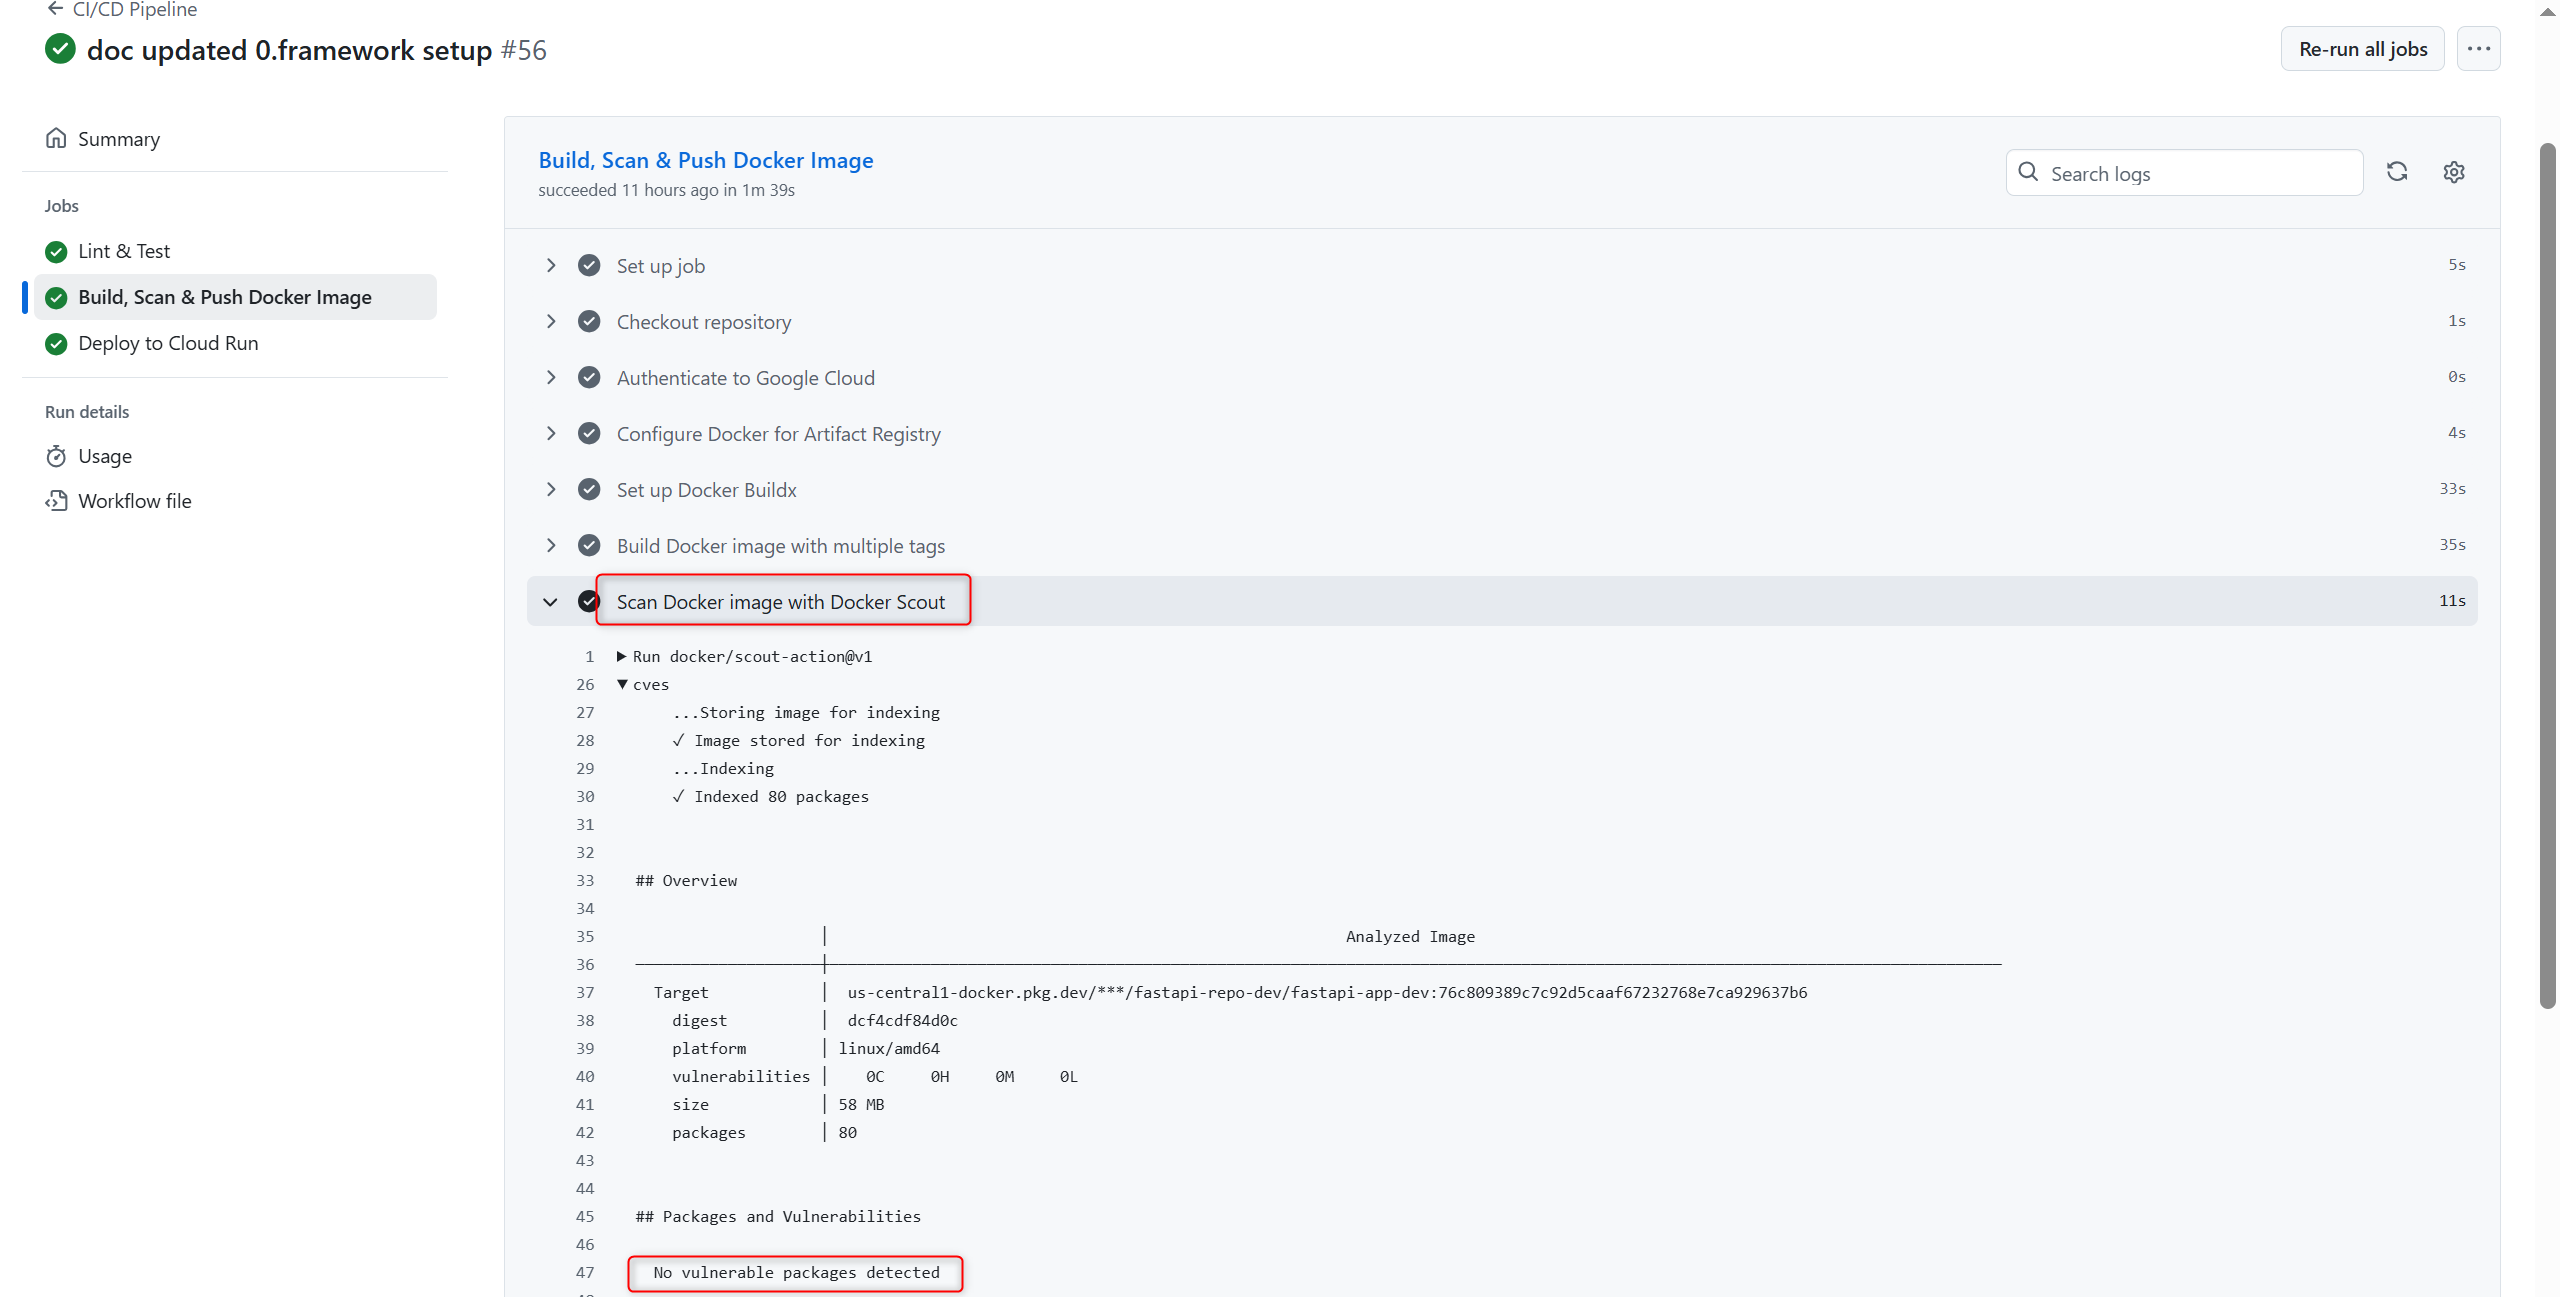 CI/CD Pipeline
doc updated 0.framework setup #56
Re-run all jobs
Summary
Jobs
Lint & Test
Build, Scan & Push Docker Image
Deploy to Cloud Run
Run details
Usage
Workflow file
Build, Scan & Push Docker Image
succeeded 11 hours ago in 1m 39s
Search logs
Set up job 5s
Checkout repository 1s
Authenticate to Google Cloud 0s
Configure Docker for Artifact Registry 4s
Set up Docker Buildx 33s
Build Docker image with multiple tags 35s
Scan Docker image with Docker Scout 11s
1 Run docker/scout-action@v1
26 cves
27 ...Storing image for indexing
28 ✓ Image stored for indexing
29 ...Indexing
30 ✓ Indexed 80 packages
31
32
33 ## Overview
34
35 │ Analyzed Image
36
37 Target │ us-central1-docker.pkg.dev/***/fastapi-repo-dev/fastapi-app-dev:76c809389c7c92d5caaf67232768e7ca929637b6
38 digest │ dcf4cdf84d0c
39 platform │ linux/amd64
40 vulnerabilities │ 0C 0H 0M 0L
41 size │ 58 MB
42 packages │ 80
43
44
45 ## Packages and Vulnerabilities
46
47 No vulnerable packages detected